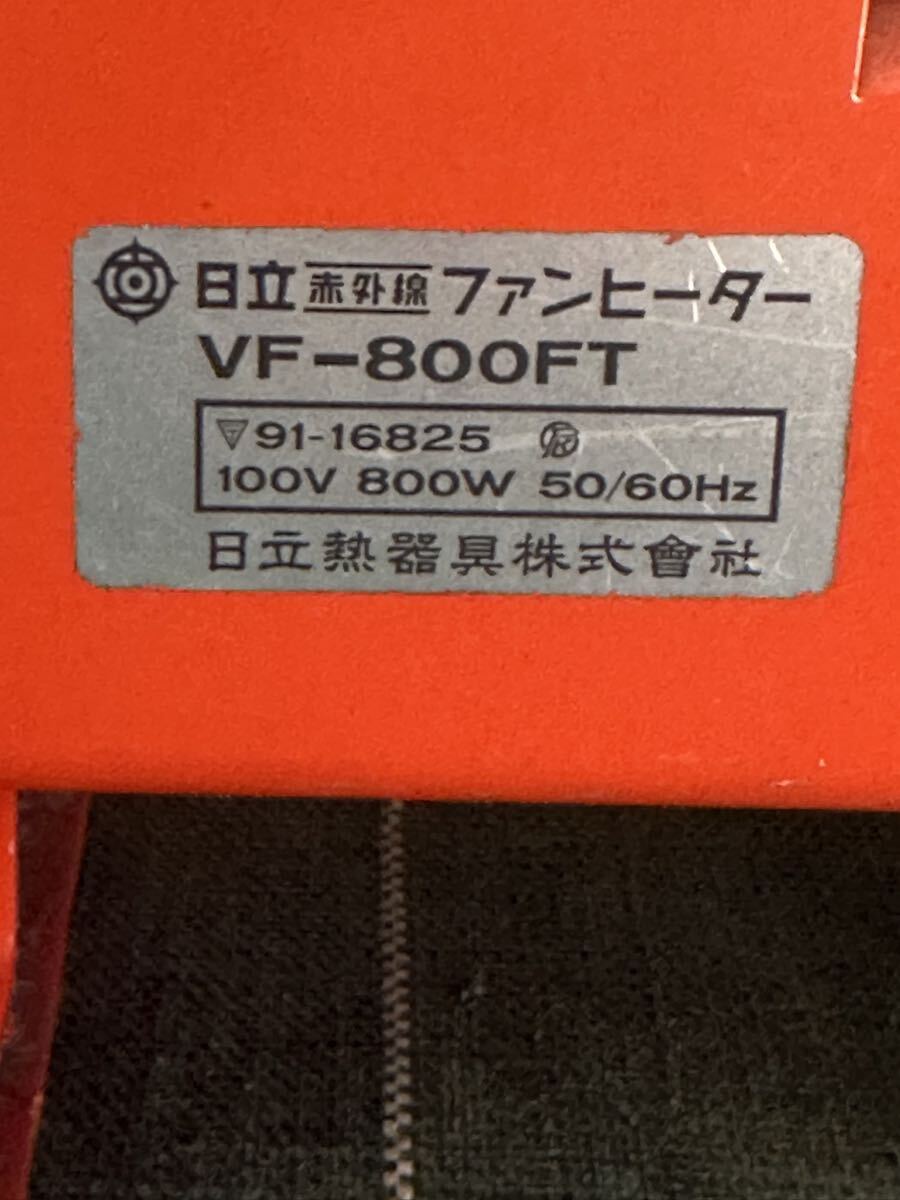 日立赤外線ファンヒーター
VF-800FT
91-16825
100V 800W 50/60Hz
日立熱器具株式會社